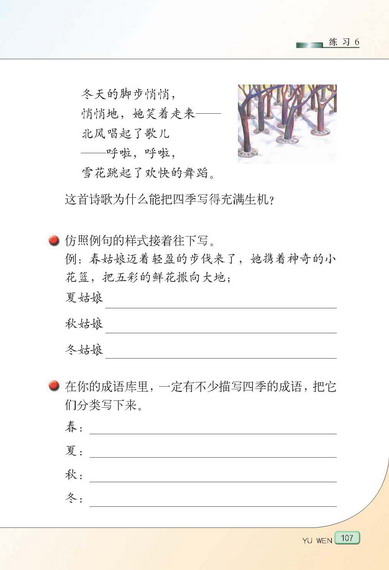 练习6
冬天的脚步悄悄，
悄悄地，她笑着走来——
北风唱起了歌儿
——呼啦，呼啦，
雪花跳起了欢快的舞蹈。
这首诗歌为什么能把四季写得充满生机？
仿照例句的样式接着往下写。
例：春姑娘迈着轻盈的步伐来了，她携着神奇的小
花篮，把五彩的鲜花撒向大地；
夏姑娘
秋姑娘
冬姑娘
在你的成语库里，一定有不少描写四季的成语，把它
们分类写下来。
春：
夏：
秋：
冬：
YU WEN 107